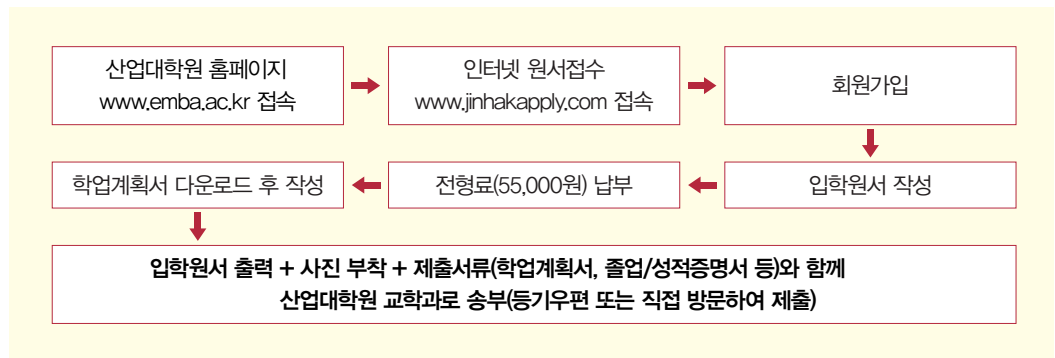 산업대학원 홈페이지
www.emba.ac.kr 접속
인터넷 원서접수
www.jinhakapply.com 접속
회원가입
입학원서 작성
전형료(55,000원) 납부
학업계획서 다운로드 후 작성
입학원서 출력 + 사진 부착 + 제출서류(학업계획서, 졸업/성적증명서 등)와 함께
산업대학원 교학과로 송부(등기우편 또는 직접 방문하여 제출)